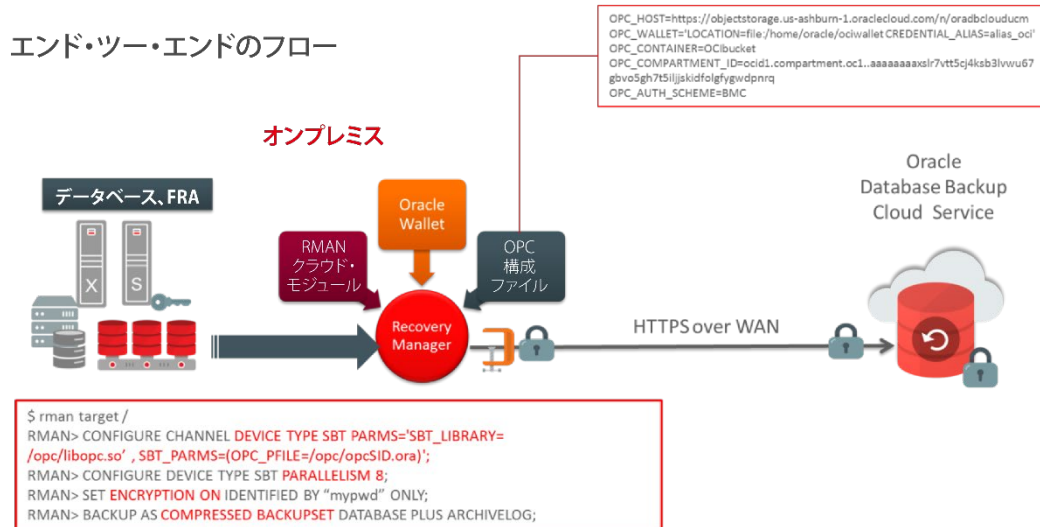 エンド・ツー・エンドのフロー
OPC_HOST=https://objectstorage.us-ashburn-1.oraclecloud.com/n/oradbclouducm
OPC_WALLET='LOCATION=file:/home/oracle/ociwallet CREDENTIAL_ALIAS=alias_oci'
OPC_CONTAINER=OCIbucket
OPC_COMPARTMENT_ID=ocid1.compartment.oc1..aaaaaaaaxslr7vtt5cj4ksb3lvwu67
gbvo5gh7t5iljjskidfolgfygwdpnrq
OPC_AUTH_SCHEME=BMC
オンプレミス
データベース、FRA
X
S
Oracle
Wallet
RMAN
クラウド・
モジュール
OPC
構成
ファイル
Recovery
Manager
HTTPS over WAN
Oracle
Database Backup
Cloud Service
$ rman target /
RMAN> CONFIGURE CHANNEL DEVICE TYPE SBT PARMS='SBT_LIBRARY=
/opc/libopc.so’ , SBT_PARMS=(OPC_PFILE=/opc/opcSID.ora)';
RMAN> CONFIGURE DEVICE TYPE SBT PARALLELISM 8;
RMAN> SET ENCRYPTION ON IDENTIFIED BY “mypwd” ONLY;
RMAN> BACKUP AS COMPRESSED BACKUPSET DATABASE PLUS ARCHIVELOG;